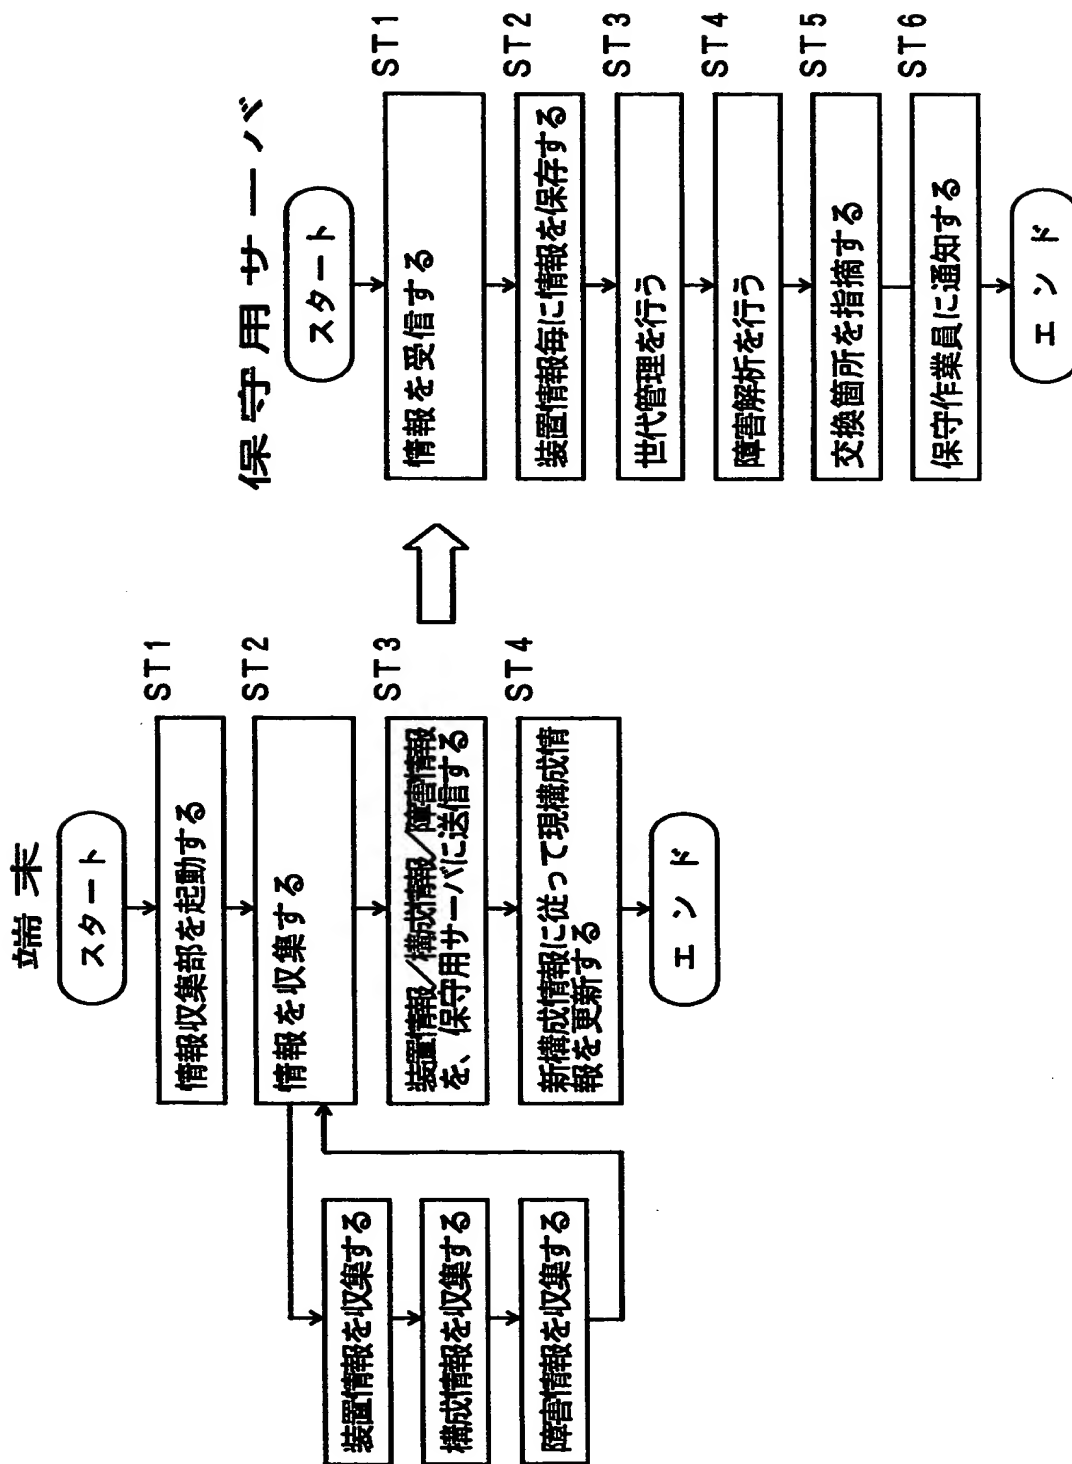 端末
スタート
情報収集部を起動する
ST1
情報を収集する
ST2
装置情報を収集する
構成情報を収集する
障害情報を収集する
装置情報／構成情報／障害情報
を、保守用サーバに送信する
ST3
新構成情報に従って現構成情
報を更新する
ST4
エンド
保守用サーバ
スタート
情報を受信する
ST1
装置情報毎に情報を保存する
ST2
世代管理を行う
ST3
障害解析を行う
ST4
交換箇所を指摘する
ST5
保守作業員に通知する
ST6
エンド